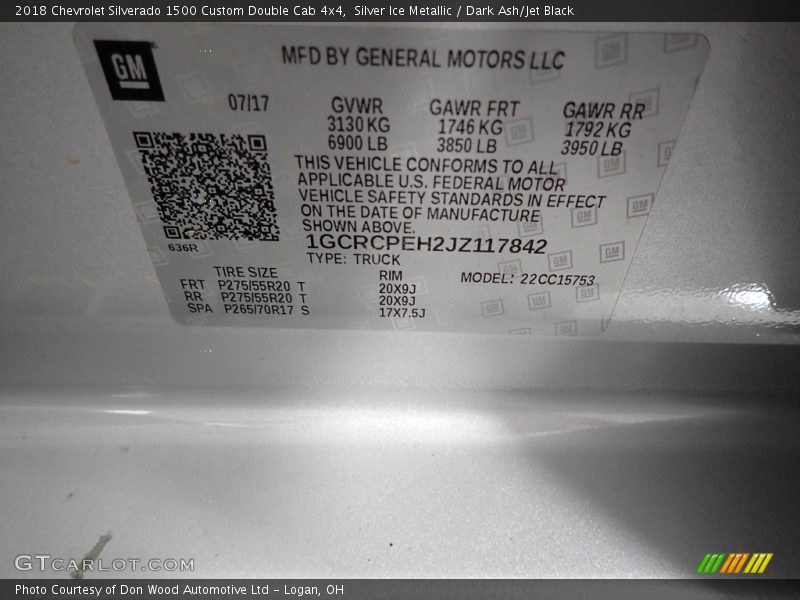 2018 Chevrolet Silverado 1500 Custom Double Cab 4x4,  Silver Ice Metallic / Dark Ash/Jet Black
GM
MFD BY GENERAL MOTORS LLC
07/17
GVWR GAWR FRT GAWR RR
3130 KG 1746 KG 1792 KG
6900 LB 3850 LB 3950 LB
THIS VEHICLE CONFORMS TO ALL
APPLICABLE U.S. FEDERAL MOTOR
VEHICLE SAFETY STANDARDS IN EFFECT
ON THE DATE OF MANUFACTURE
SHOWN ABOVE.
636R
1GCRCPEH2JZ117842
TYPE: TRUCK
MODEL: 22CC15753
TIRE SIZE RIM
FRT P275/55R20 T 20X9J
RR P275/55R20 T 20X9J
SPA P265/70R17 S 17X7.5J
GTCARLOT.COM
Photo Courtesy of Don Wood Automotive Ltd - Logan, OH